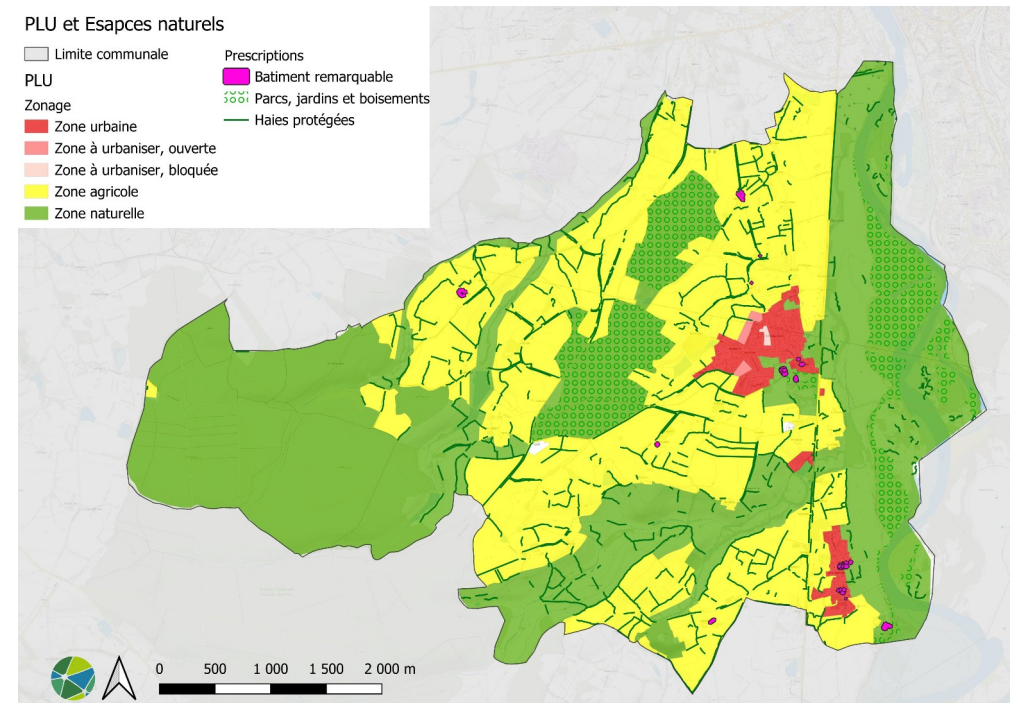 PLU et Esapces naturels
Limite communale
PLU
Zonage
Zone urbaine
Zone à urbaniser, ouverte
Zone à urbaniser, bloquée
Zone agricole
Zone naturelle
Prescriptions
Batiment remarquable
Parcs, jardins et boisements
Haies protégées
0 500 1 000 1 500 2 000 m